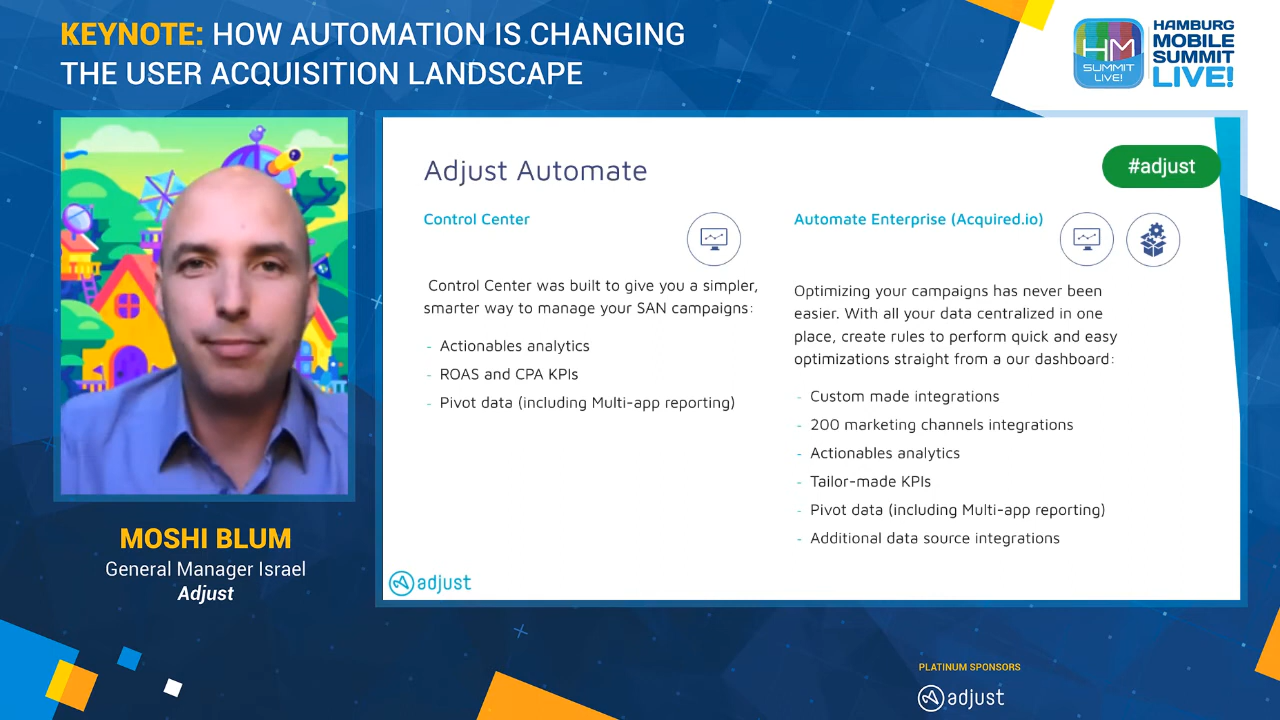 KEYNOTE: HOW AUTOMATION IS CHANGING
THE USER ACQUISITION LANDSCAPE
HM
SUMMIT
LIVE!
HAMBURG
MOBILE
SUMMIT
LIVE!
MOSHI BLUM
General Manager Israel
Adjust
Adjust Automate
#adjust
Control Center
Control Center was built to give you a simpler,
smarter way to manage your SAN campaigns:
- Actionables analytics
- ROAS and CPA KPIs
- Pivot data (including Multi-app reporting)
Automate Enterprise (Acquired.io)
Optimizing your campaigns has never been
easier. With all your data centralized in one
place, create rules to perform quick and easy
optimizations straight from a our dashboard:
- Custom made integrations
- 200 marketing channels integrations
- Actionables analytics
- Tailor-made KPIs
- Pivot data (including Multi-app reporting)
- Additional data source integrations
adjust
PLATINUM SPONSORS
adjust